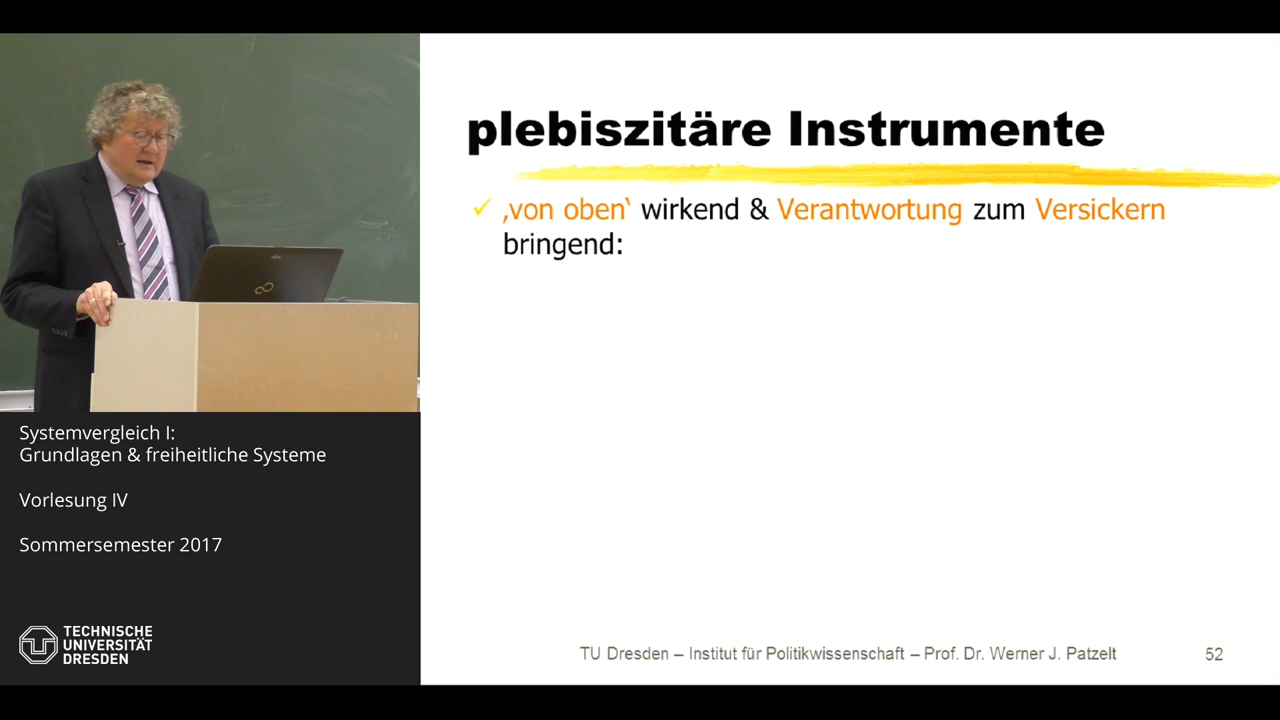 plebiszitäre Instrumente
‚von oben‘ wirkend & Verantwortung zum Versickern
bringend:
Systemvergleich I:
Grundlagen & freiheitliche Systeme
Vorlesung IV
Sommersemester 2017
TECHNISCHE
UNIVERSITÄT
DRESDEN
TU Dresden – Institut für Politikwissenschaft – Prof. Dr. Werner J. Patzelt
52